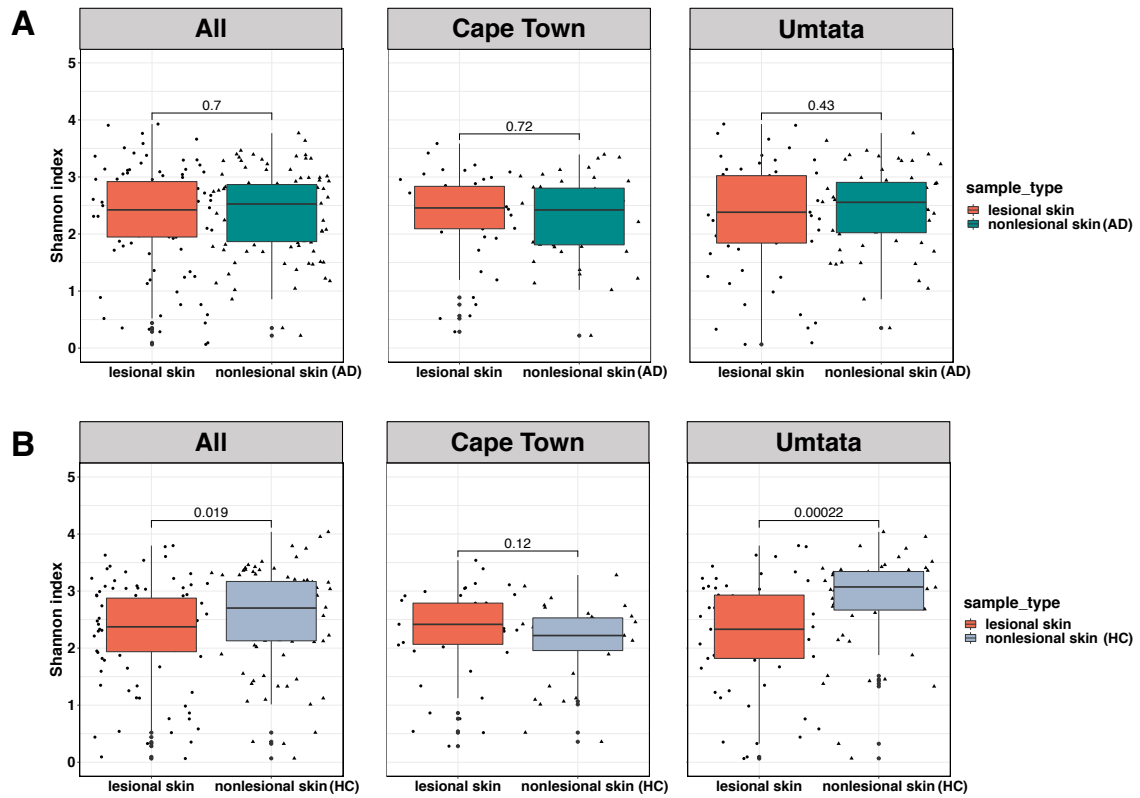 A
All
Cape Town
Umtata
5
4
3
2
1
0
Shannon index
0.7
0.72
0.43
lesional skin
nonlesional skin (AD)
lesional skin
nonlesional skin (AD)
lesional skin
nonlesional skin (AD)
sample_type
lesional skin
nonlesional skin (AD)
B
All
Cape Town
Umtata
5
4
3
2
1
0
Shannon index
0.019
0.12
0.00022
lesional skin
nonlesional skin (HC)
lesional skin
nonlesional skin (HC)
lesional skin
nonlesional skin (HC)
sample_type
lesional skin
nonlesional skin (HC)